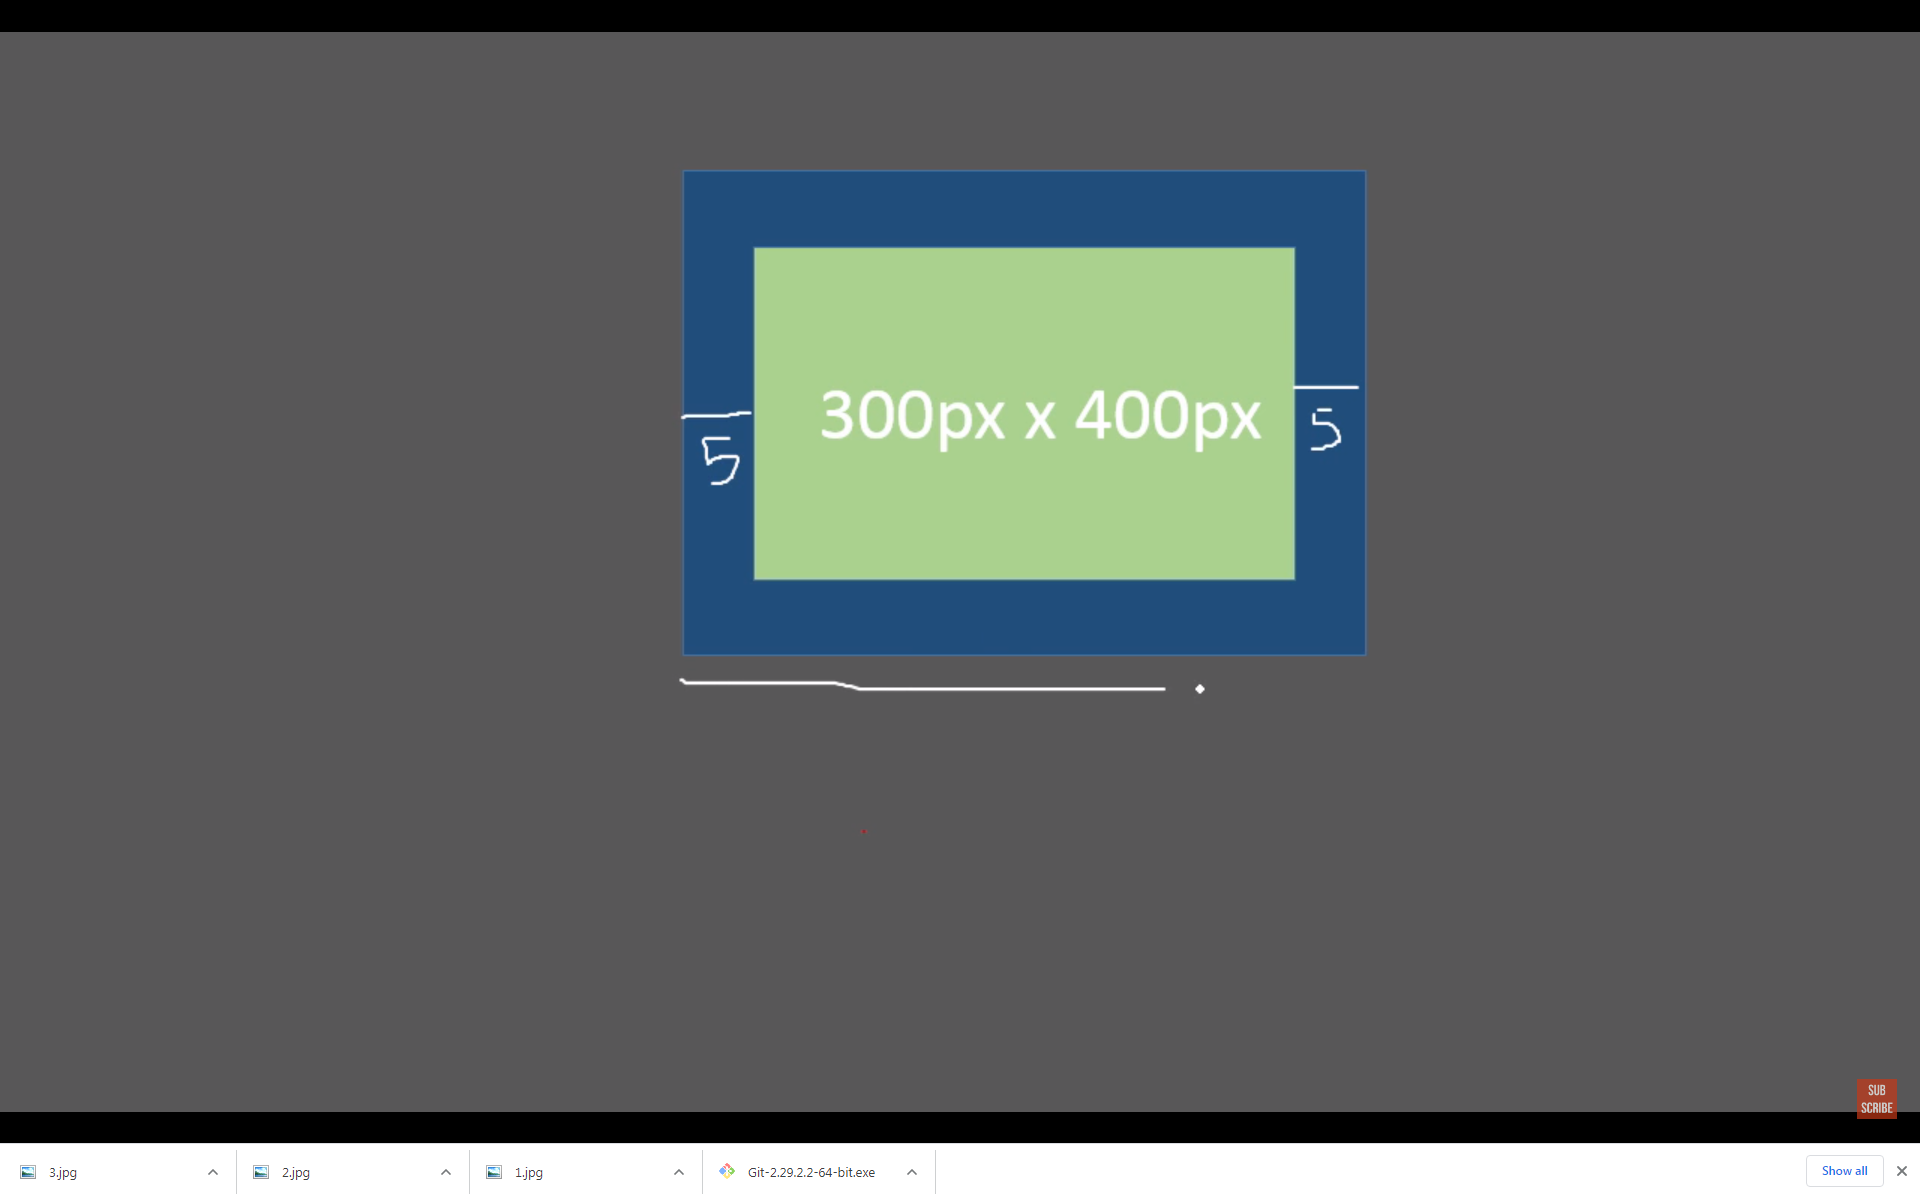 300px x 400px
5
5
SUB
SCRIBE
3.jpg
2.jpg
1.jpg
Git-2.29.2.2-64-bit.exe
Show all